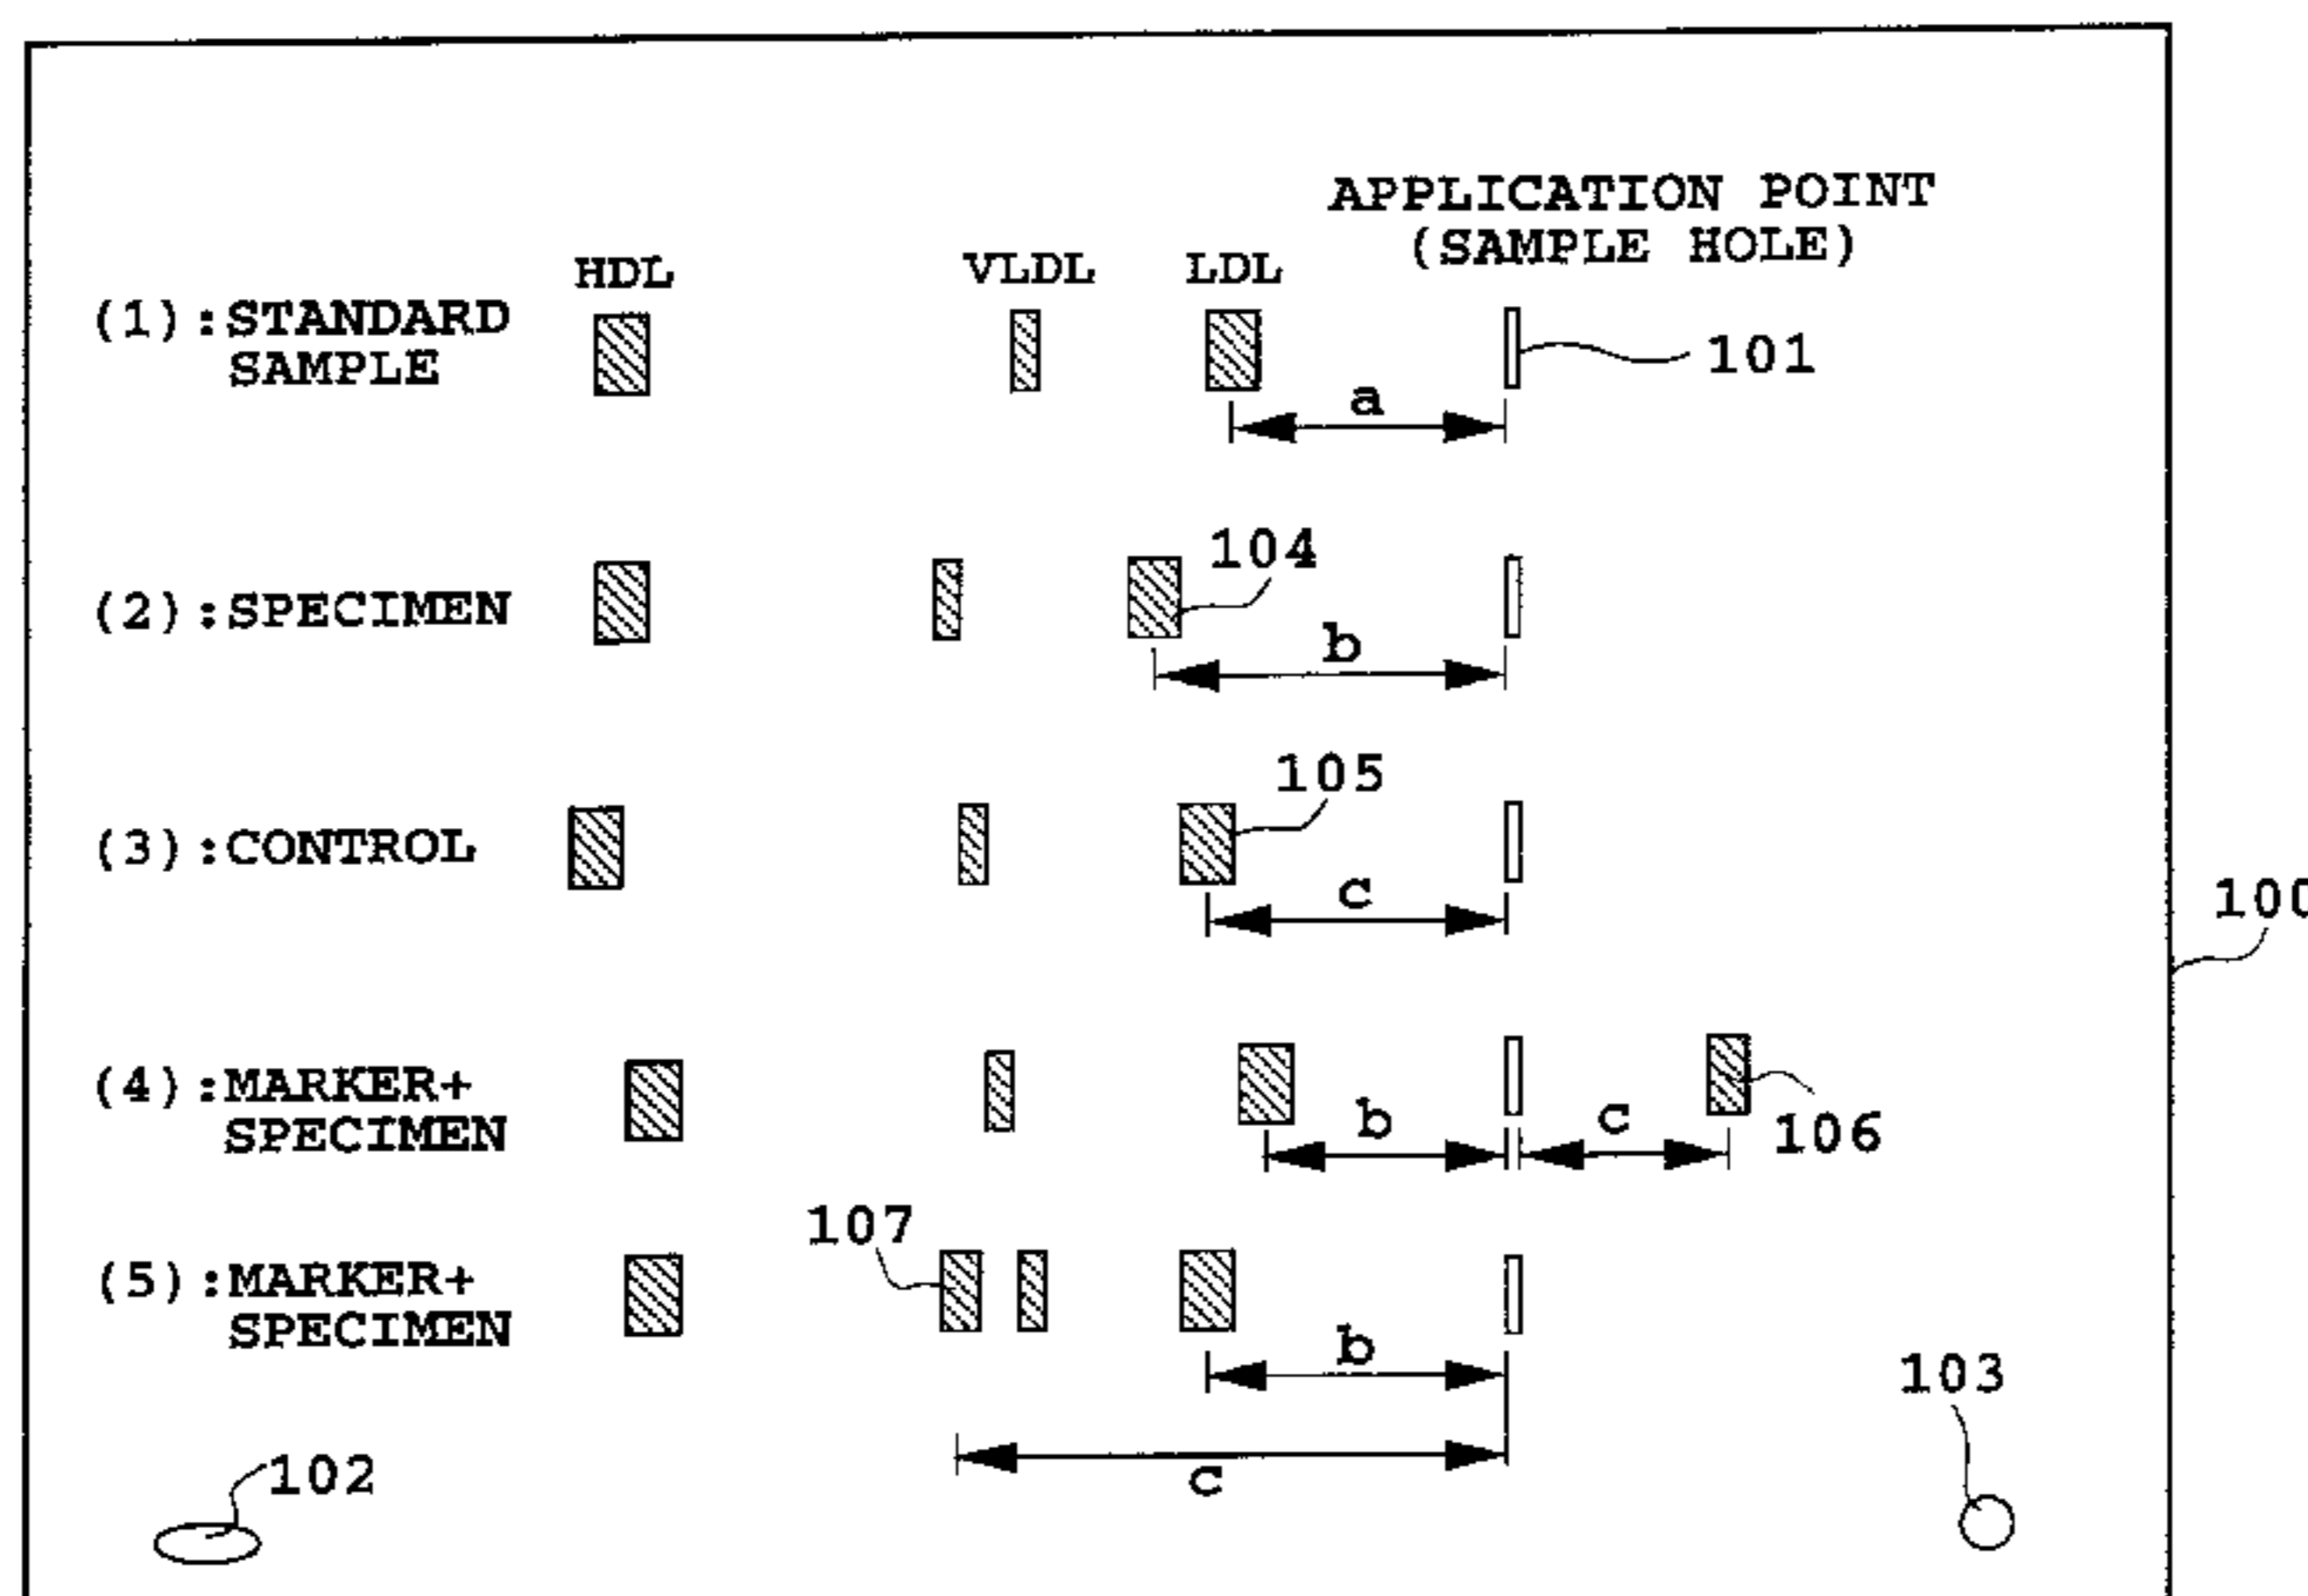 APPLICATION POINT
(SAMPLE HOLE)
HDL VLDL LDL
(1):STANDARD
SAMPLE
101
a
104
(2):SPECIMEN
b
105
(3):CONTROL
c
100
(4):MARKER+
SPECIMEN
b
c
106
107
(5):MARKER+
SPECIMEN
b
103
102
c